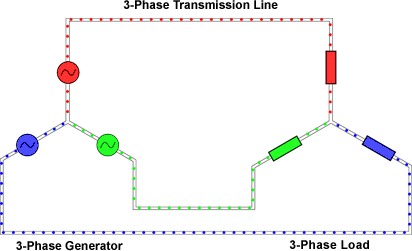 3-Phase Transmission Line
3-Phase Generator
3-Phase Load